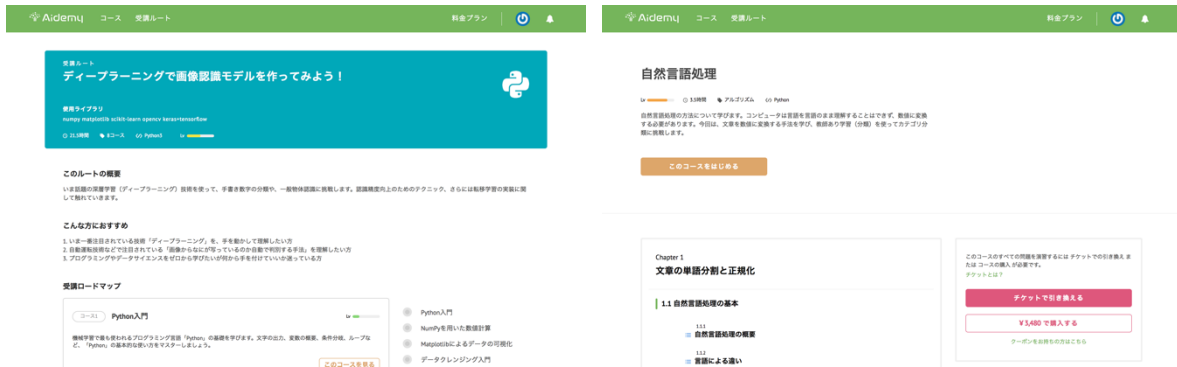 Aidemy コース 受講ルート 料金プラン
受講ルート
ディープラーニングで画像認識モデルを作ってみよう！
使用ライブラリ
numpy matplotlib scikit-learn opencv keras+tensorflow
21.5時間 8コース Python3 Lv
このルートの概要
いま話題の深層学習（ディープラーニング）技術を使って、手書き数字の分類や、一般物体認識に挑戦します。認識精度向上のためのテクニック、さらには転移学習の実装に関
して触れていきます。
こんな方におすすめ
1. いま一番注目されている技術「ディープラーニング」を、手を動かして理解したい方
2. 自動運転技術などで注目されている「画像からなにが写っているのか自動で判別する手法」を理解したい方
3. プログラミングやデータサイエンスをゼロから学びたいが何から手を付けていいか迷っている方
受講ロードマップ
コース1 Python入門 Lv
機械学習で最も使われるプログラミング言語「Python」の基礎を学びます。文字の出力、変数の概要、条件分岐、ループな
ど、「Python」の基本的な使い方をマスターしましょう。
このコースを見る
Python入門
NumPyを用いた数値計算
Matplotlibによるデータの可視化
データクレンジング入門
Aidemy コース 受講ルート 料金プラン
自然言語処理
Lv 3.5時間 アルゴリズム Python
自然言語処理の方法について学びます。コンピュータは言語を言語のまま理解することはできず、数値に変換
する必要があります。今回は、文章を数値に変換する手法を学び、教師あり学習（分類）を使ってカテゴリ分
類に挑戦します。
このコースをはじめる
Chapter 1
文章の単語分割と正規化
1.1 自然言語処理の基本
1.1.1
自然言語処理の概要
1.1.2
言語による違い
このコースのすべての問題を演習するには チケットでの引き換え ま
たは コースの購入 が必要です。
チケットとは？
チケットで引き換える
¥3,480 で購入する
クーポンをお持ちの方はこちら